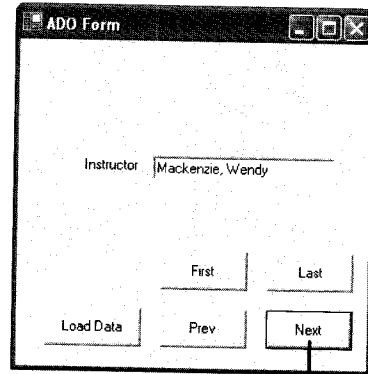 ADO Form
Instructor Mackenzie, Wendy
First Last
Load Data Prev Next